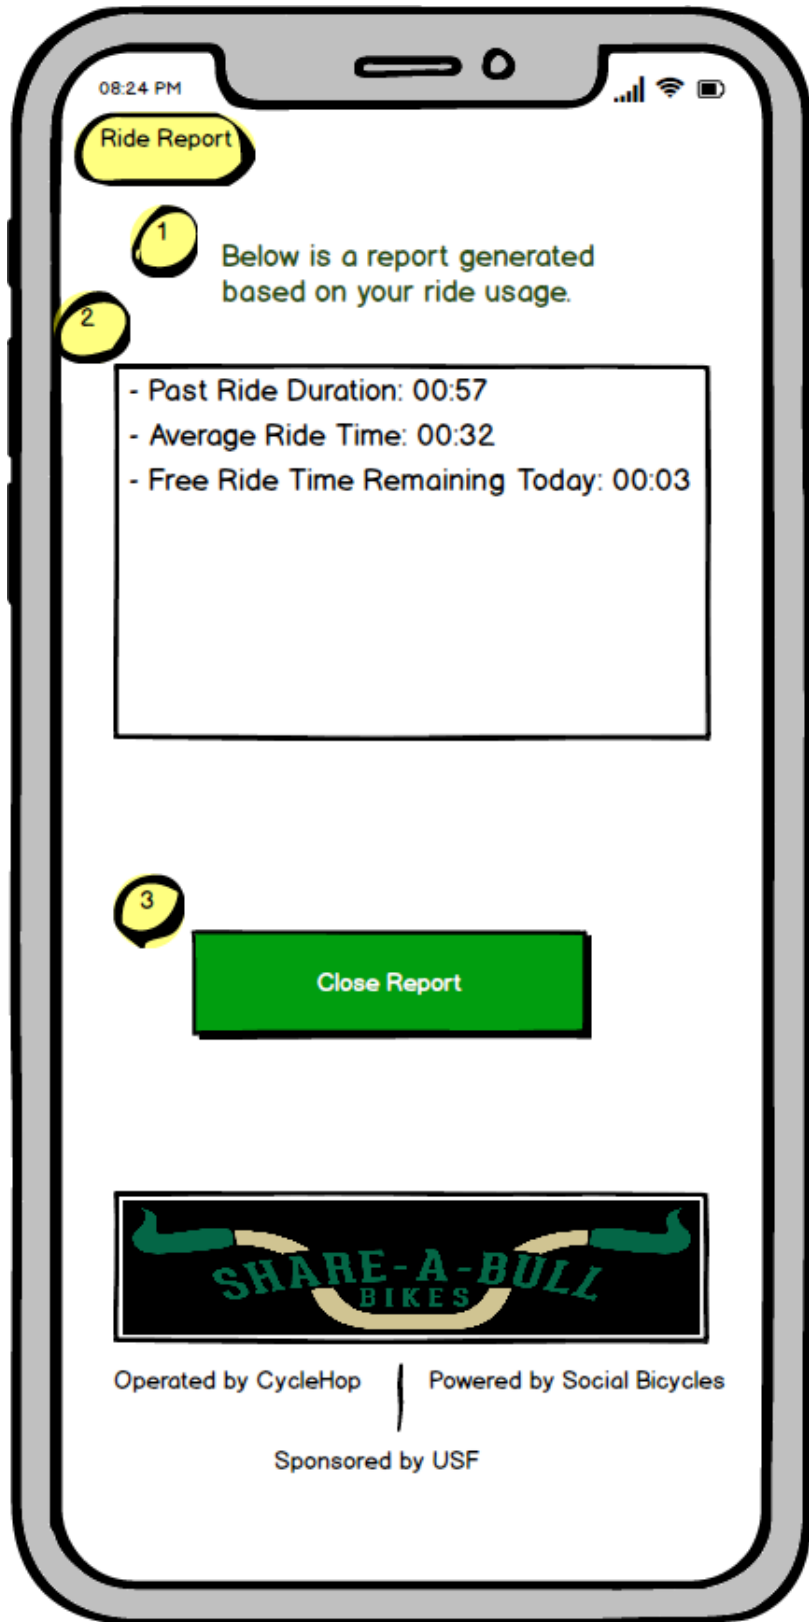 08:24 PM
Ride Report
1
Below is a report generated
based on your ride usage.
2
- Past Ride Duration: 00:57
- Average Ride Time: 00:32
- Free Ride Time Remaining Today: 00:03
3
Close Report
SHARE-A-BULL
BIKES
Operated by CycleHop
Powered by Social Bicycles
Sponsored by USF